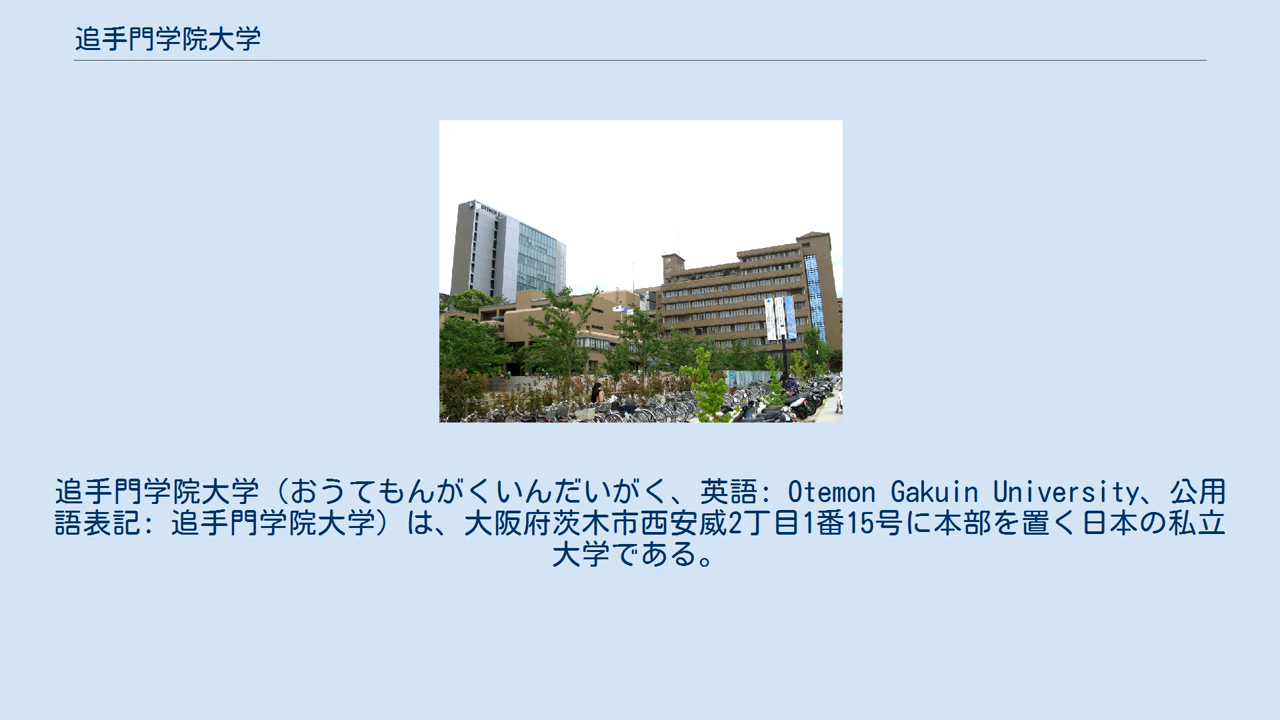 追手門学院大学
追手門学院大学（おうてもんがくいんだいがく、英語: Otemon Gakuin University、公用
語表記: 追手門学院大学）は、大阪府茨木市西安威2丁目1番15号に本部を置く日本の私立
大学である。